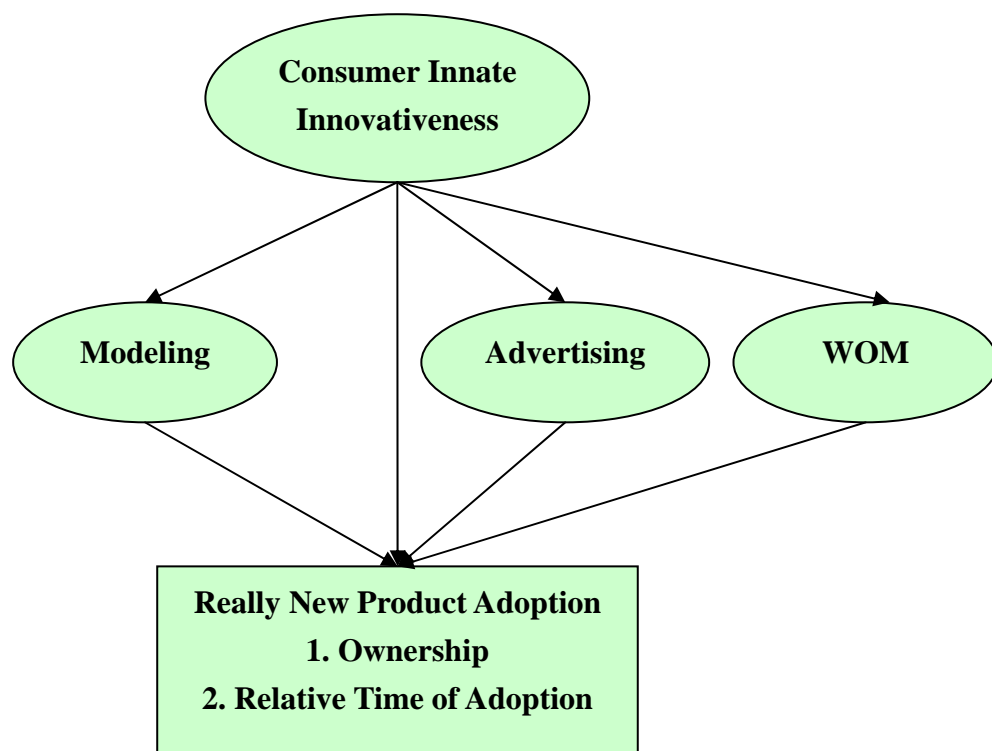 Consumer Innate
Innovativeness
Modeling
Advertising
WOM
Really New Product Adoption
1. Ownership
2. Relative Time of Adoption